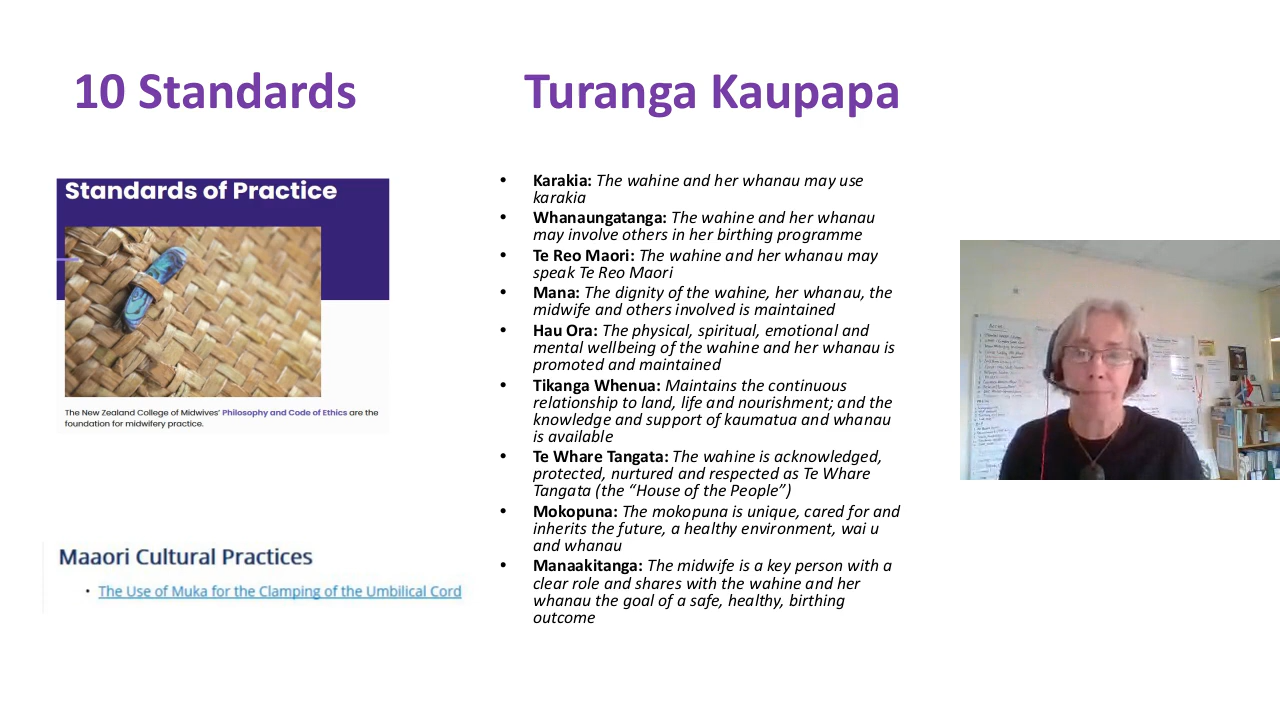 10 Standards
Turanga Kaupapa
Standards of Practice
The New Zealand College of Midwives' Philosophy and Code of Ethics are the
foundation for midwifery practice.
Maaori Cultural Practices
• The Use of Muka for the Clamping of the Umbilical Cord
• Karakia: The wahine and her whanau may use
karakia
• Whanaungatanga: The wahine and her whanau
may involve others in her birthing programme
• Te Reo Maori: The wahine and her whanau may
speak Te Reo Maori
• Mana: The dignity of the wahine, her whanau, the
midwife and others involved is maintained
• Hau Ora: The physical, spiritual, emotional and
mental wellbeing of the wahine and her whanau is
promoted and maintained
• Tikanga Whenua: Maintains the continuous
relationship to land, life and nourishment; and the
knowledge and support of kaumatua and whanau
is available
• Te Whare Tangata: The wahine is acknowledged,
protected, nurtured and respected as Te Whare
Tangata (the “House of the People”)
• Mokopuna: The mokopuna is unique, cared for and
inherits the future, a healthy environment, wai u
and whanau
• Manaakitanga: The midwife is a key person with a
clear role and shares with the wahine and her
whanau the goal of a safe, healthy, birthing
outcome